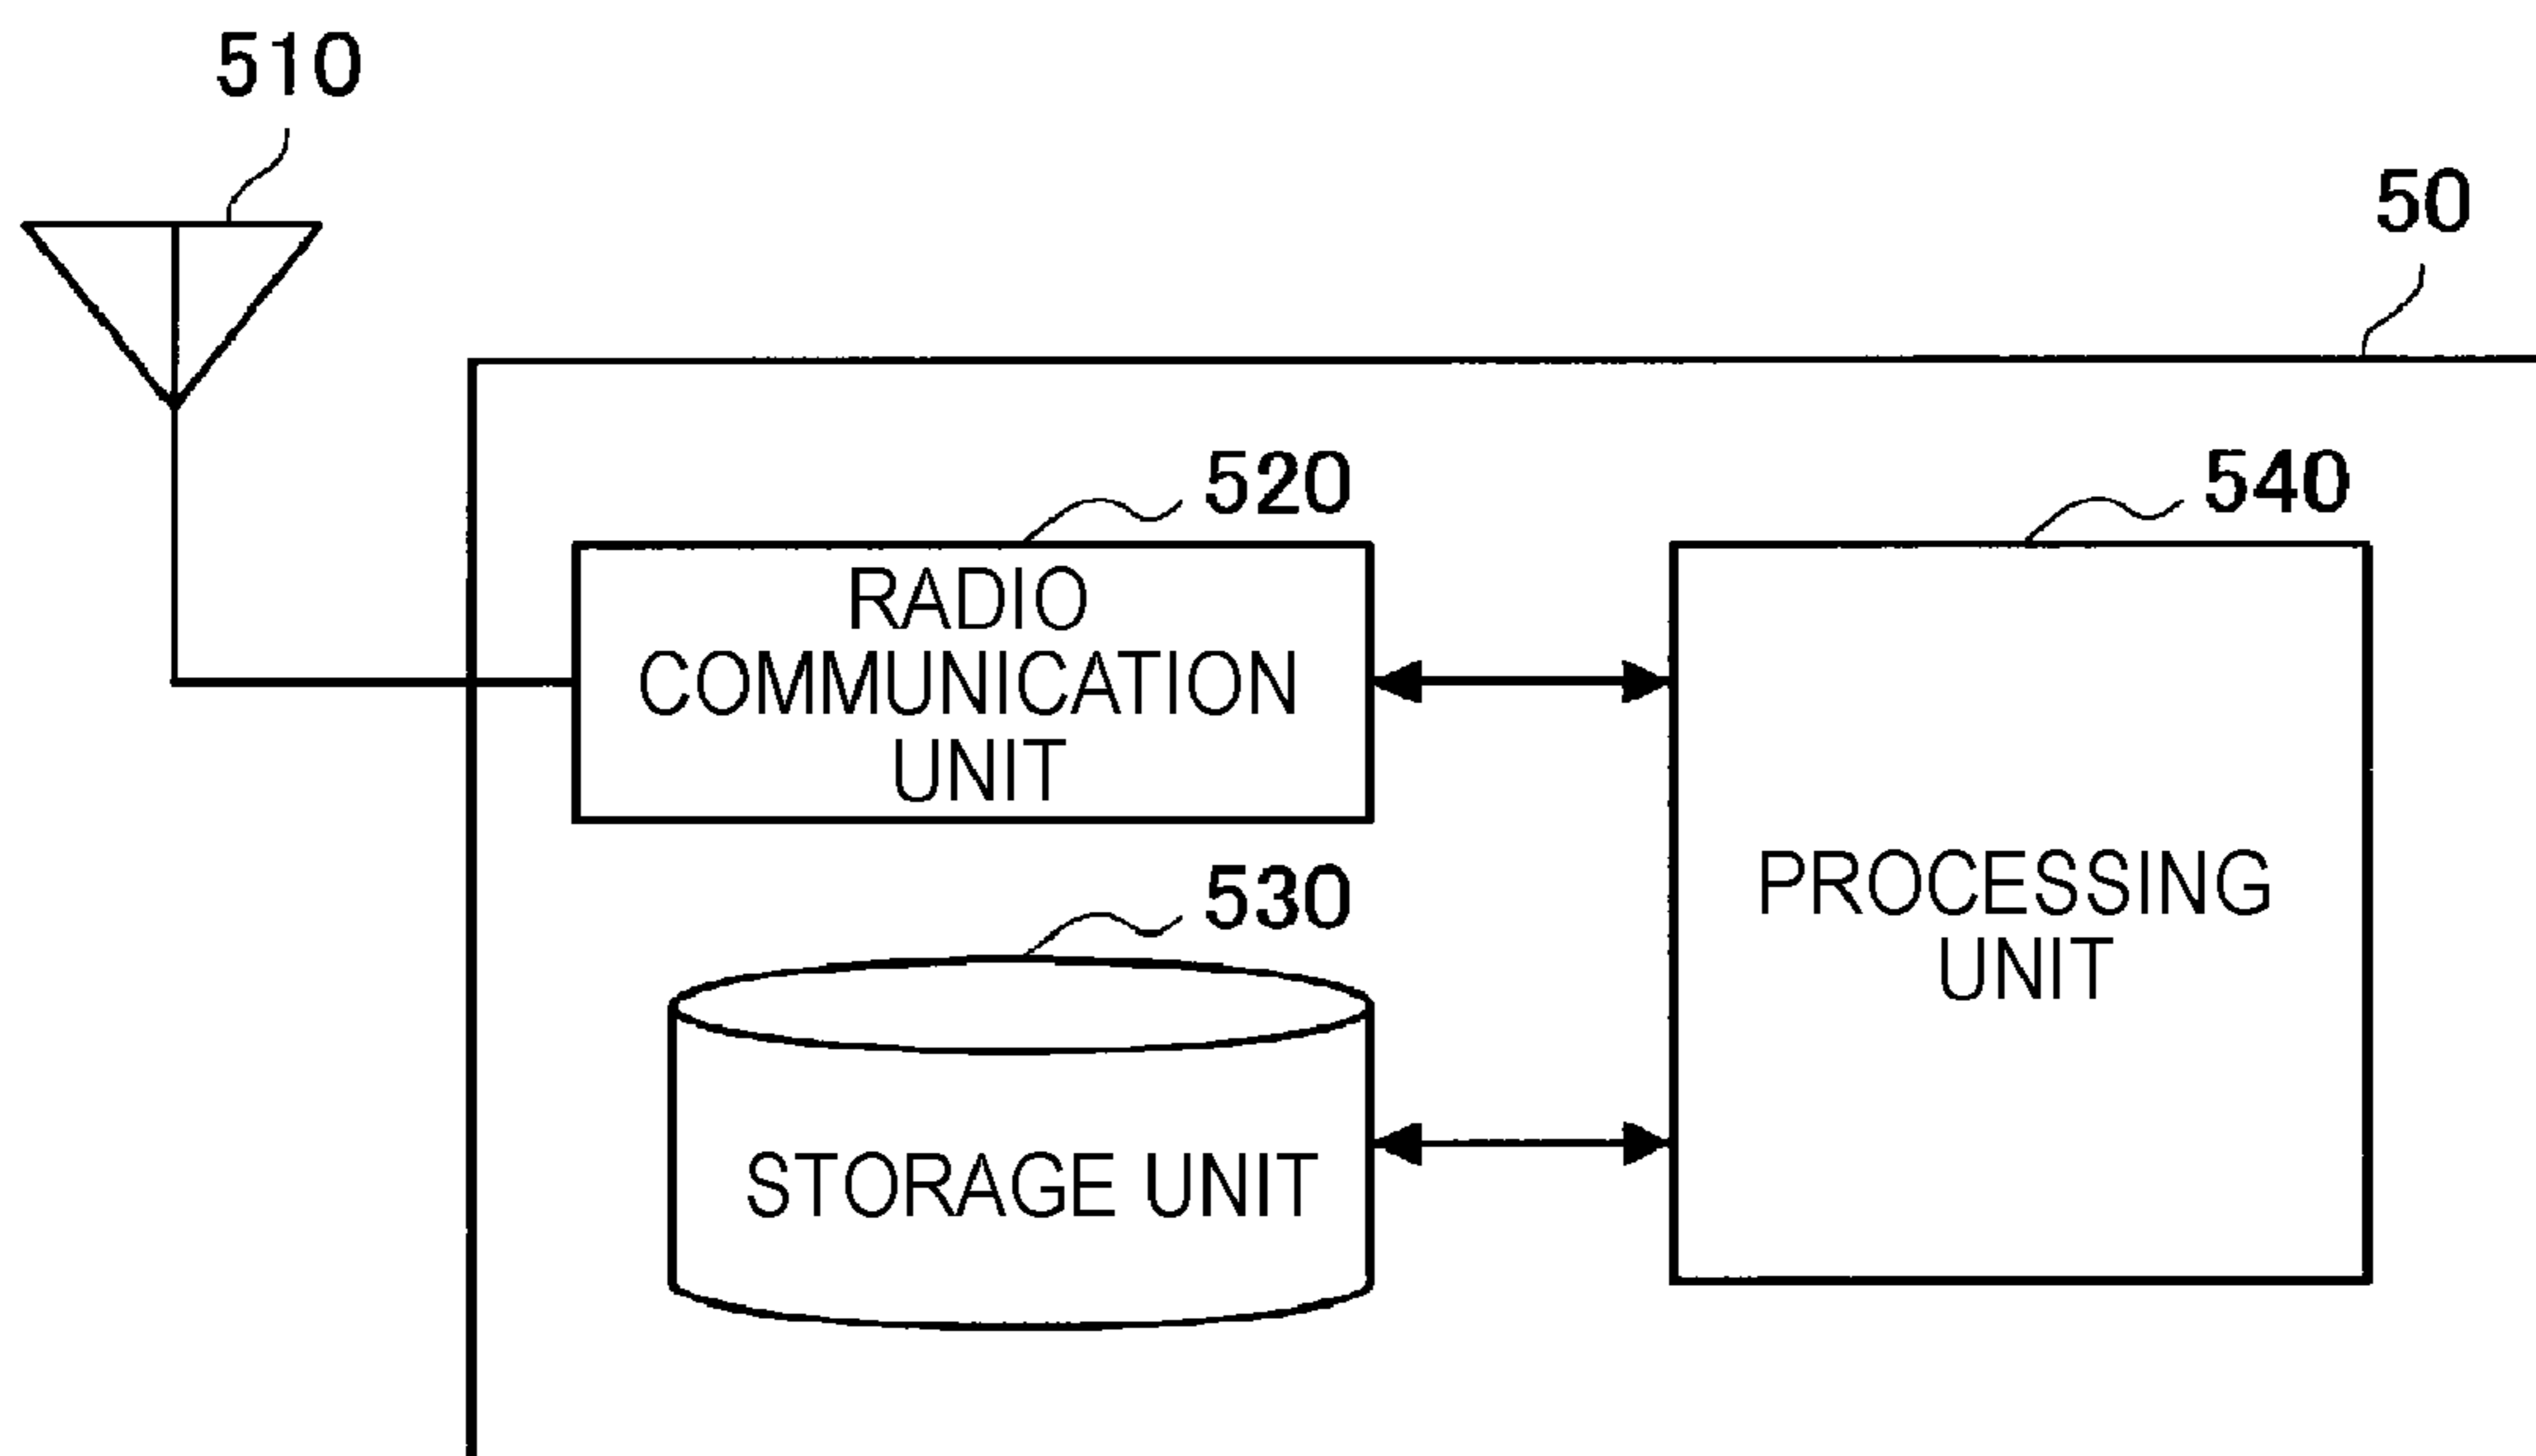 510
50
520
540
RADIO
COMMUNICATION
UNIT
530
PROCESSING
UNIT
STORAGE UNIT